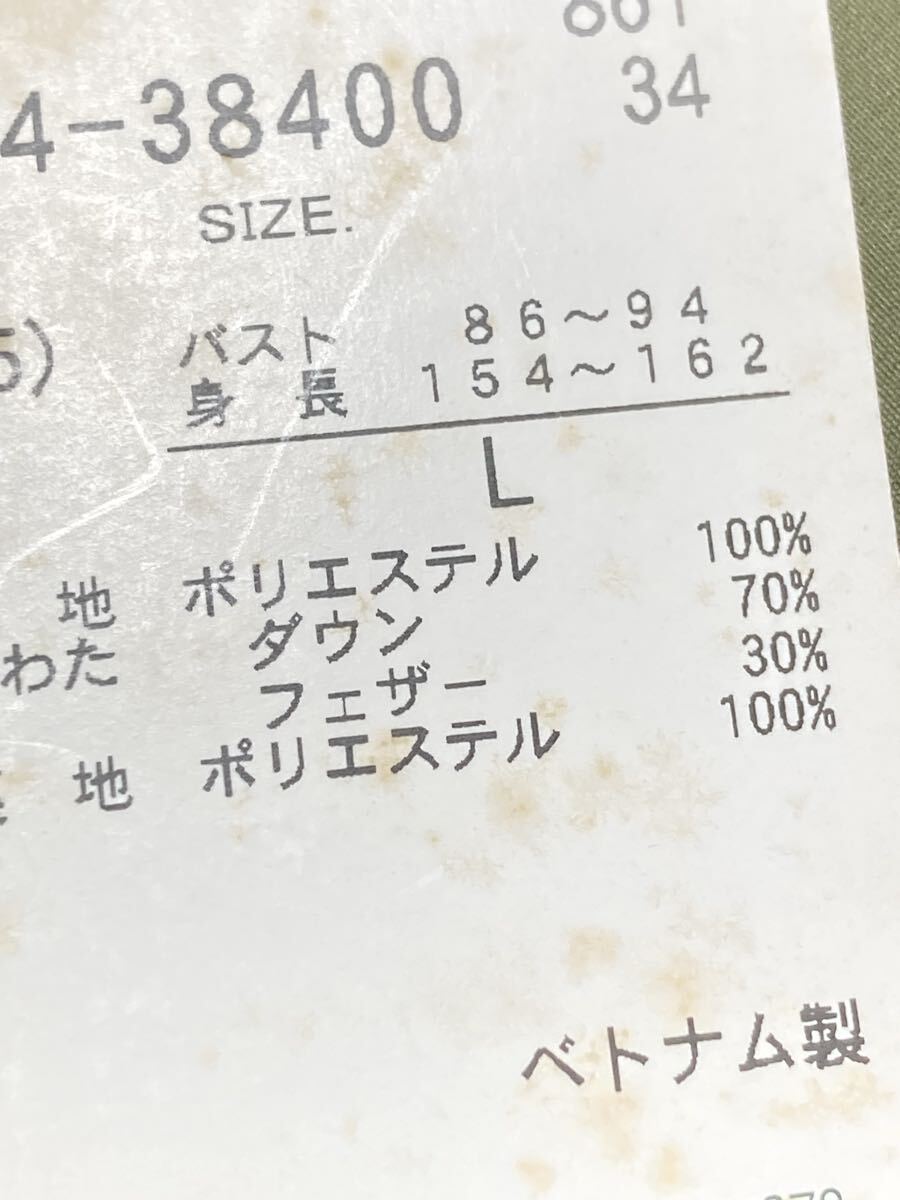 4-38400
34
SIZE.
5)
バスト 86～94
身長 154～162
L
地 ポリエステル 100%
わた ダウン 70%
フェザー 30%
地 ポリエステル 100%
ベトナム製